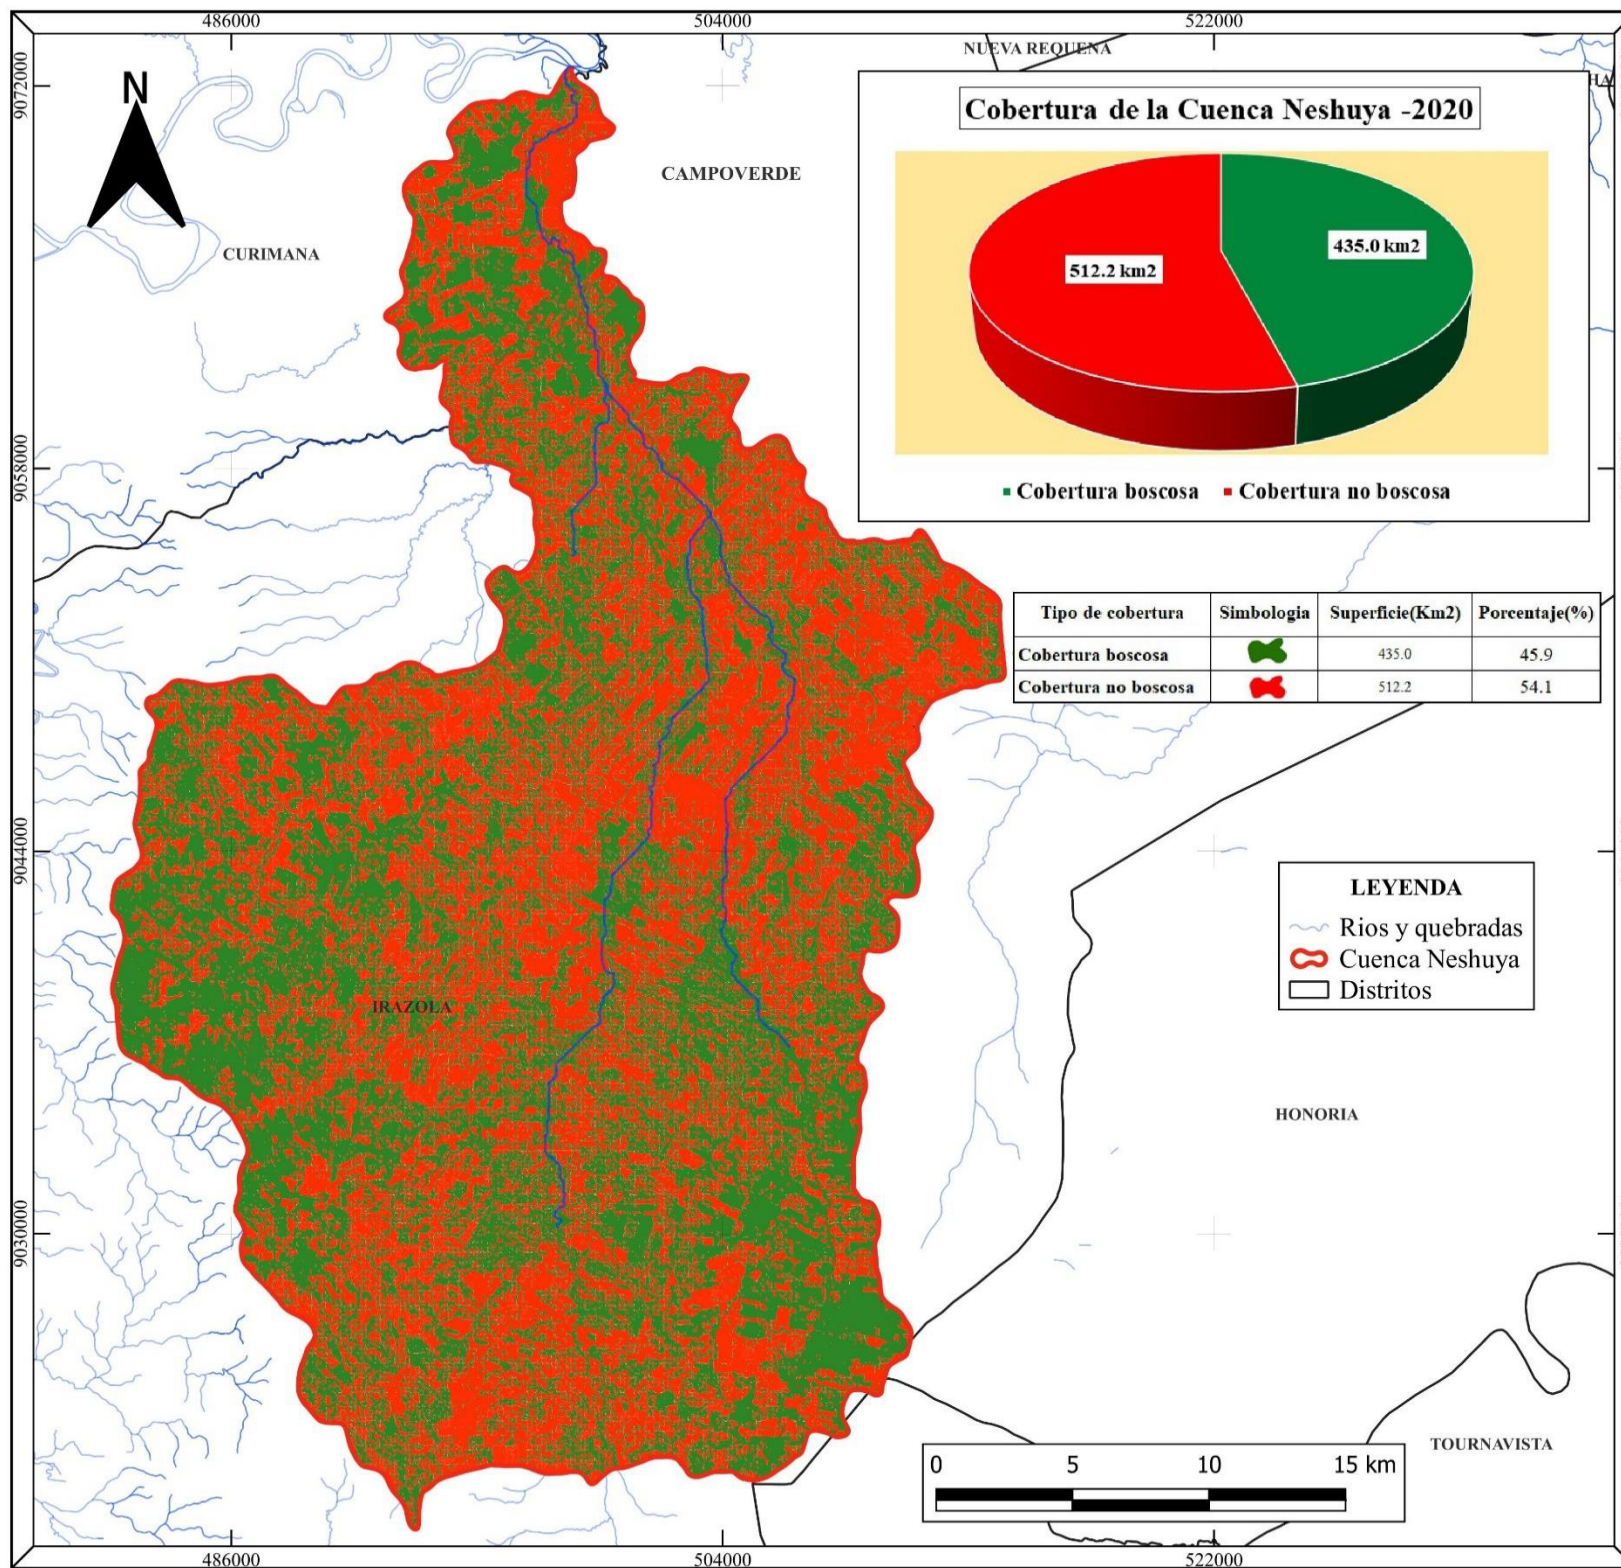 486000
504000
522000
NUEVA REQUENA
HA
9072000
N
Cobertura de la Cuenca Neshuya -2020
CAMPOVERDE
CURIMANA
512.2 km2
435.0 km2
Cobertura boscosa
Cobertura no boscosa
9058000
Tipo de cobertura Simbologia Superficie(Km2) Porcentaje(%)
Cobertura boscosa 435.0 45.9
Cobertura no boscosa 512.2 54.1
9044000
LEYENDA
Rios y quebradas
Cuenca Neshuya
Distritos
IRAZOLA
HONORIA
9030000
TOURNAVISTA
0 5 10 15 km
486000
504000
522000